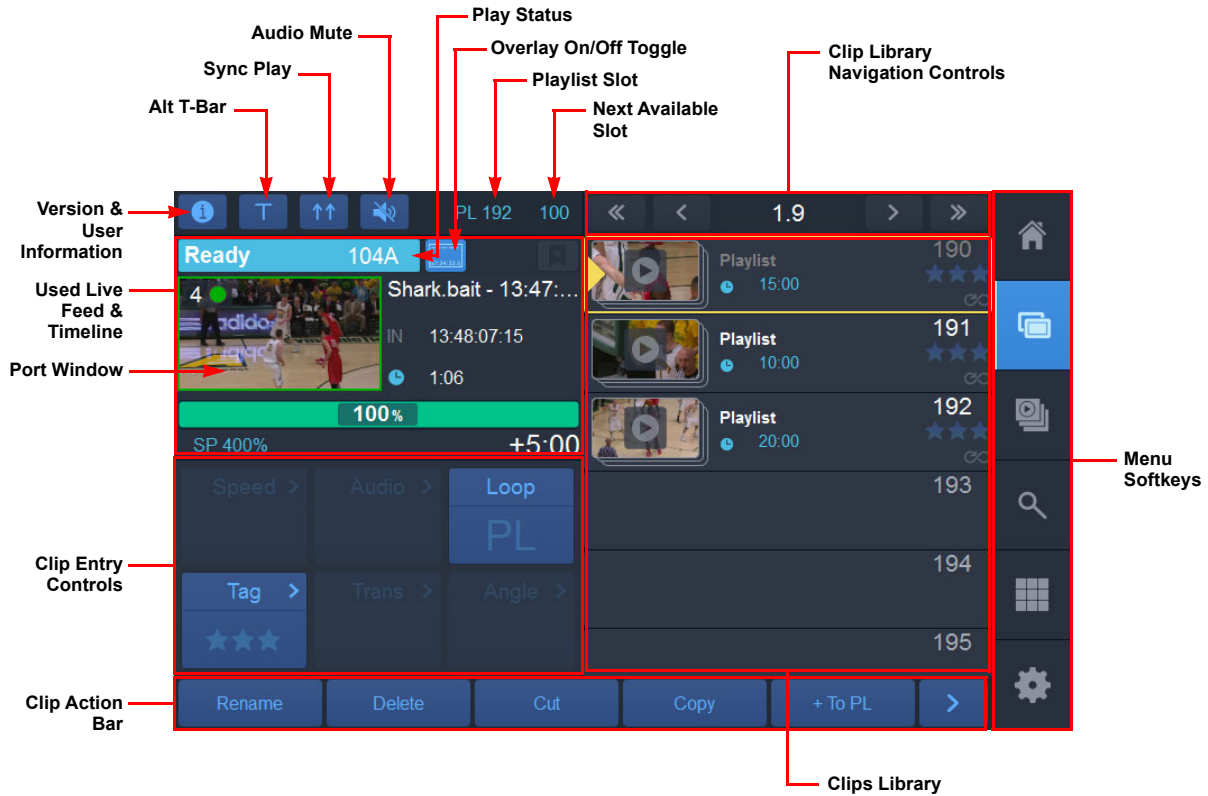 Play Status
Audio Mute
Overlay On/Off Toggle
Clip Library
Navigation Controls
Sync Play
Playlist Slot
Alt T-Bar
Next Available
Slot
Version &
User
Information
PL 192 100
1.9
Ready 104A
Used Live
Feed &
Timeline
4
adidas
Shark.bait - 13:47:...
IN 13:48:07:15
1:06
Port Window
100%
SP 400% +5:00
Playlist 190
15:00
Playlist 191
10:00
Playlist 192
20:00
193
194
195
Menu
Softkeys
Speed > Audio > Loop
PL
Clip Entry
Controls
Tag > Trans > Angle >
Clip Action
Bar
Rename Delete Cut Copy + To PL >
Clips Library